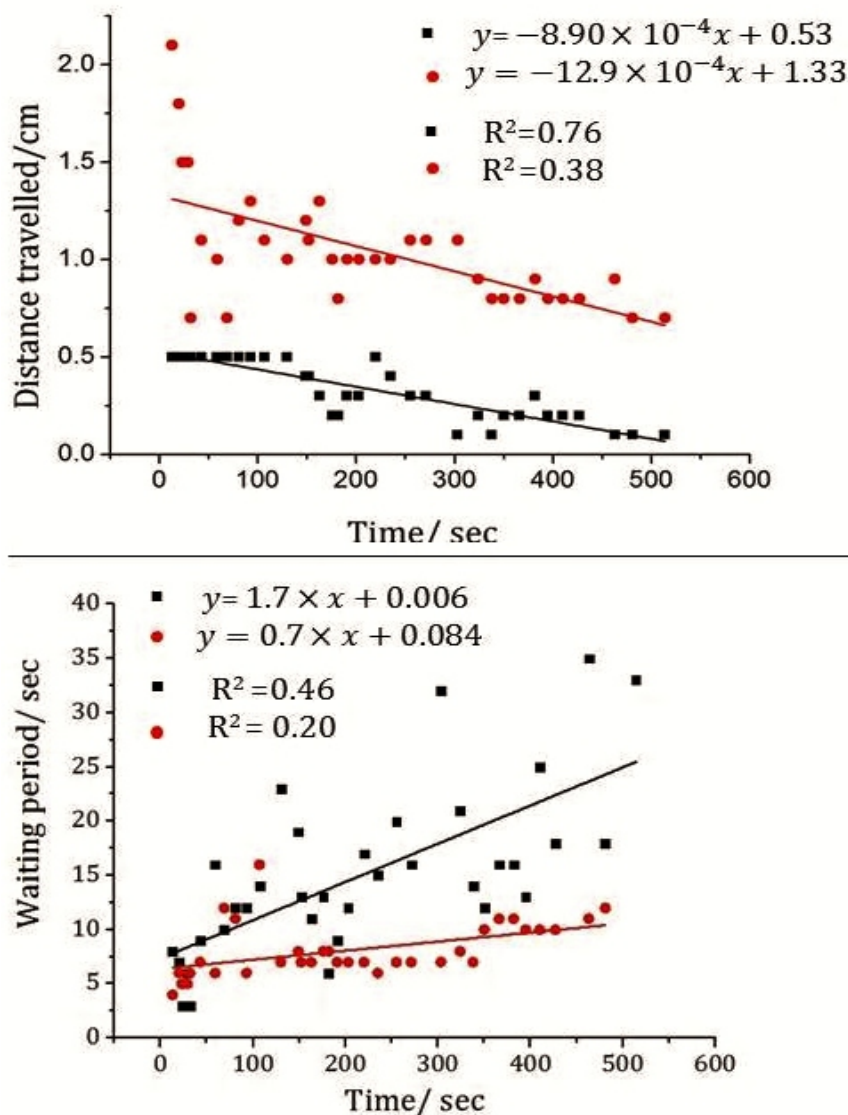 y= −8.90 × 10⁻⁴x + 0.53
y = −12.9 × 10⁻⁴x + 1.33
R²=0.76
R²=0.38
Distance travelled/cm
2.0
1.5
1.0
0.5
0.0
0 100 200 300 400 500 600
Time/ sec
y= 1.7 × x + 0.006
y = 0.7 × x + 0.084
R² =0.46
R² = 0.20
Waiting period/ sec
40
35
30
25
20
15
10
5
0
0 100 200 300 400 500 600
Time/ sec